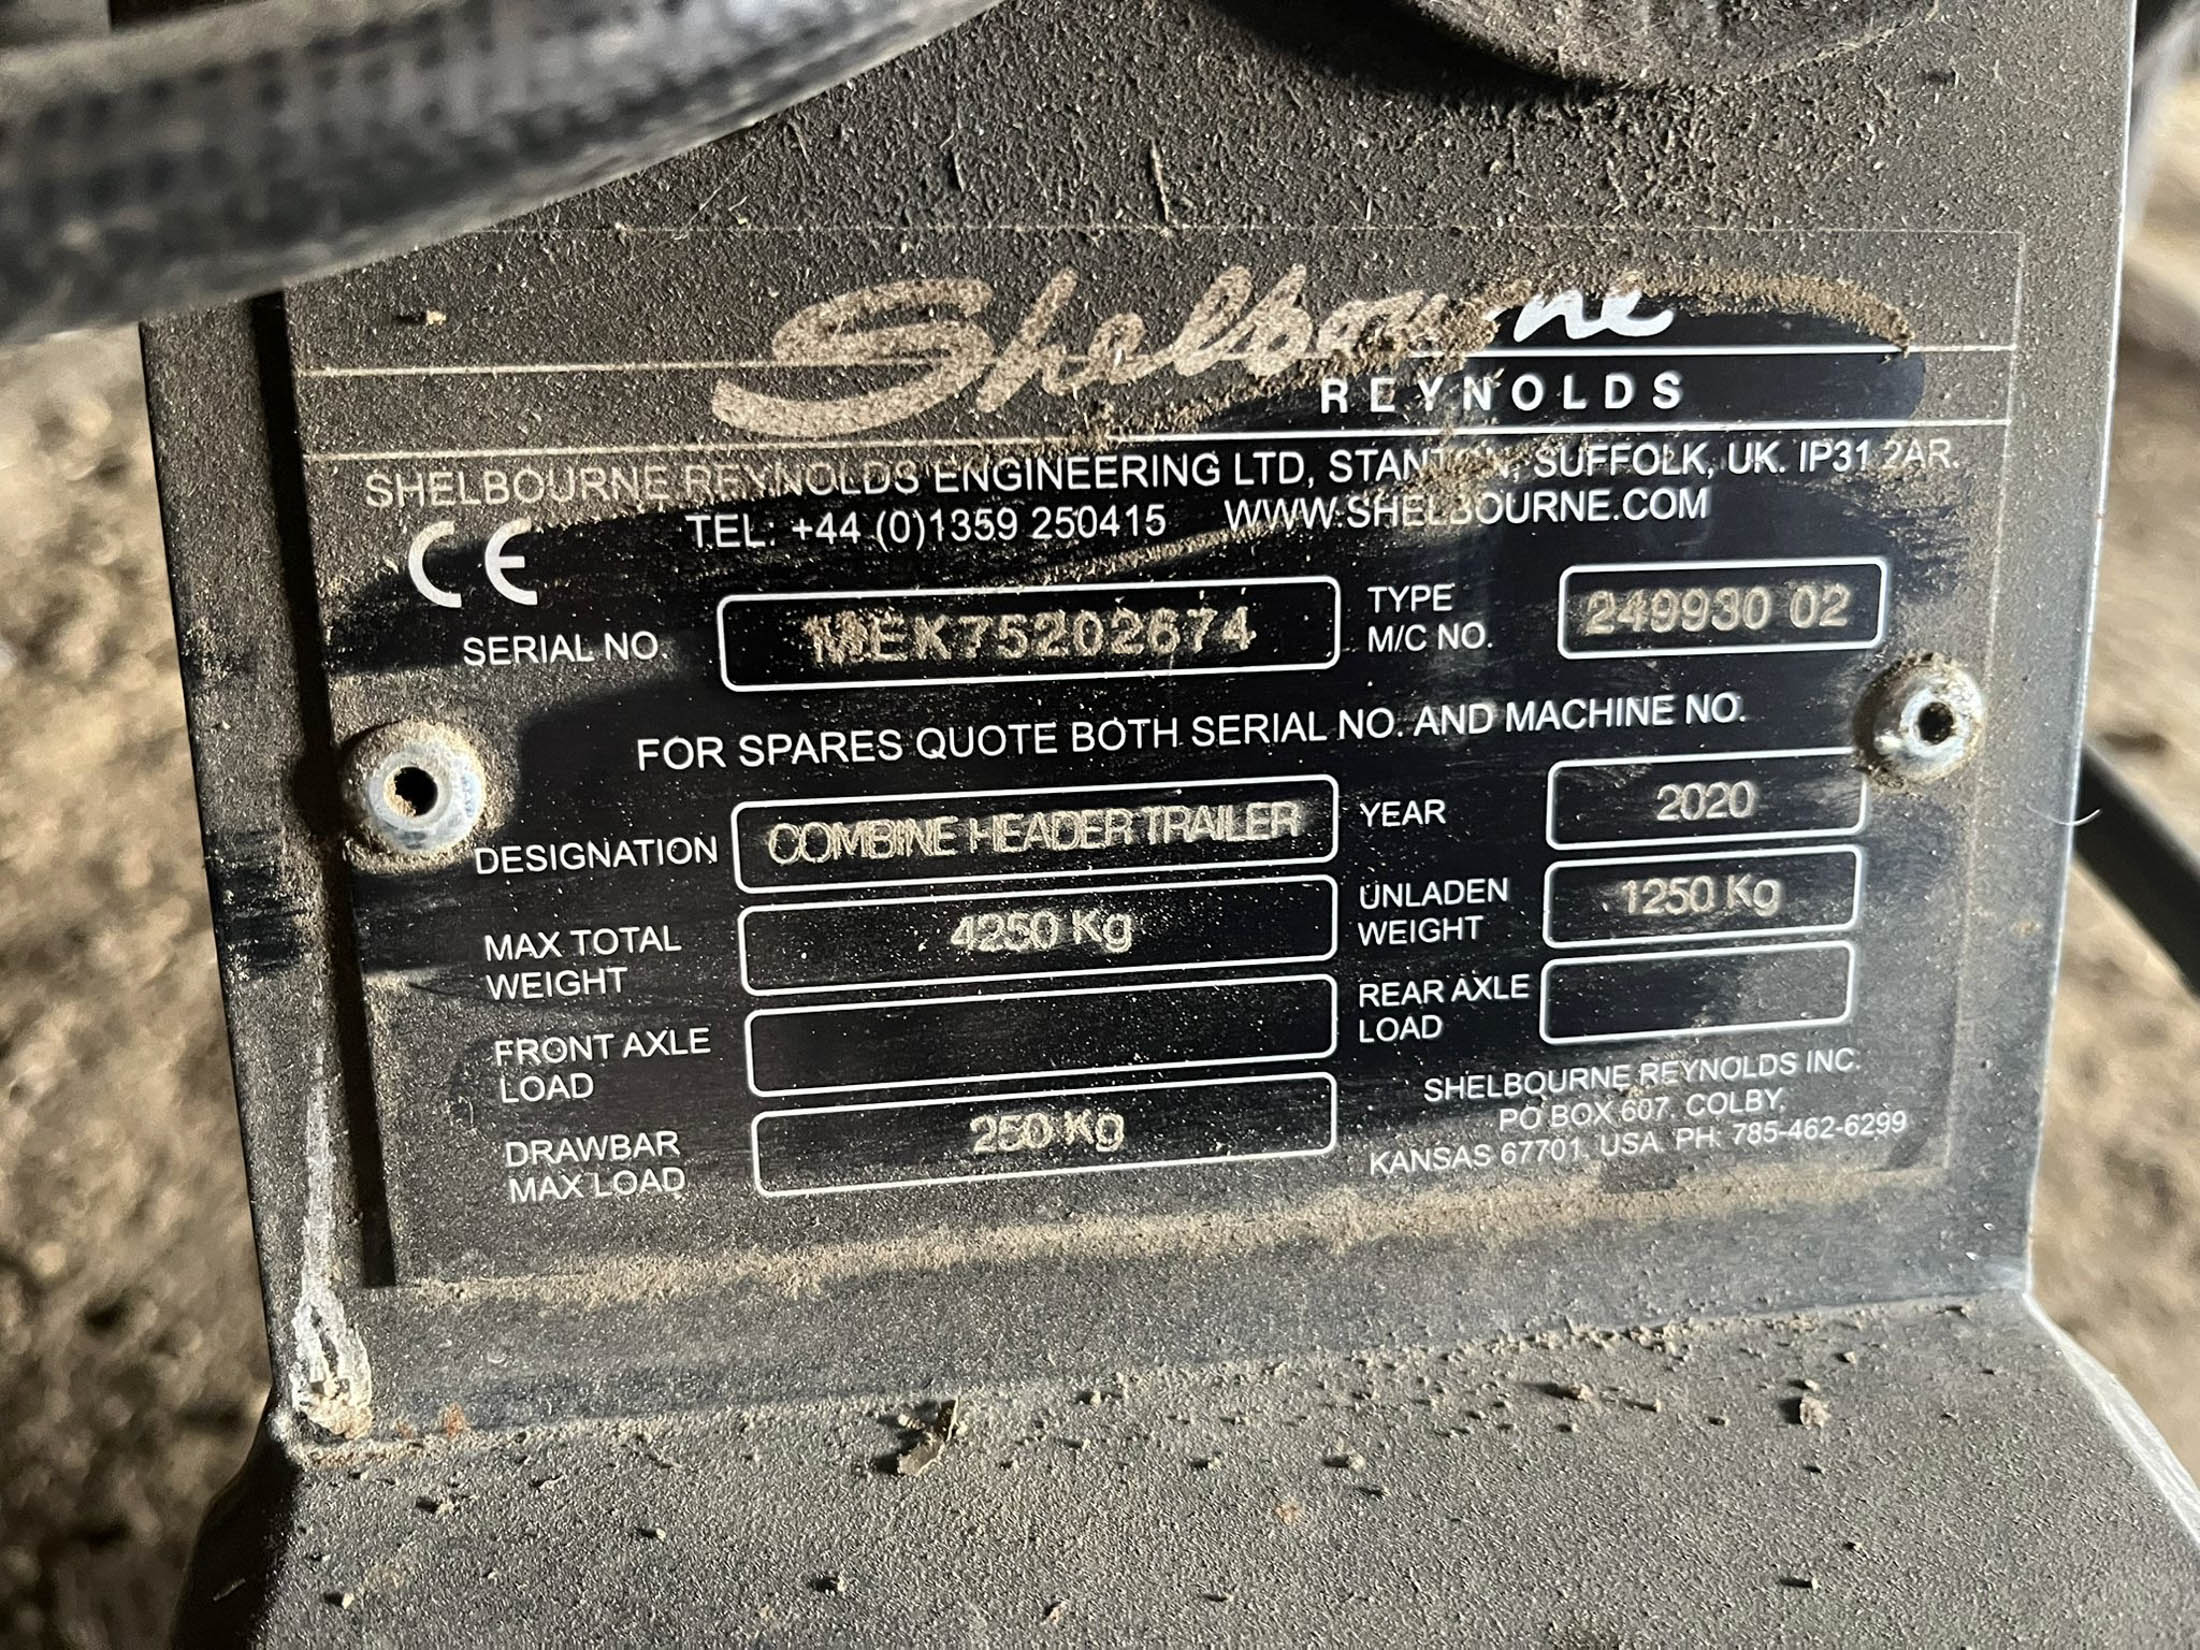 Shelbourne
REYNOLDS
SHELBOURNE REYNOLDS ENGINEERING LTD, STANTON, SUFFOLK, UK. IP31 2AR.
TEL: +44 (0)1359 250415 WWW.SHELBOURNE.COM
CE
SERIAL NO. MEK75202674 TYPE M/C NO. 249930 02
FOR SPARES QUOTE BOTH SERIAL NO. AND MACHINE NO.
DESIGNATION COMBINE HEADER TRAILER YEAR 2020
MAX TOTAL WEIGHT 4250 Kg UNLADEN WEIGHT 1250 Kg
FRONT AXLE LOAD REAR AXLE LOAD
DRAWBAR MAX LOAD 250 Kg
SHELBOURNE REYNOLDS INC.
PO BOX 607. COLBY,
KANSAS 67701. USA. PH: 785-462-6299